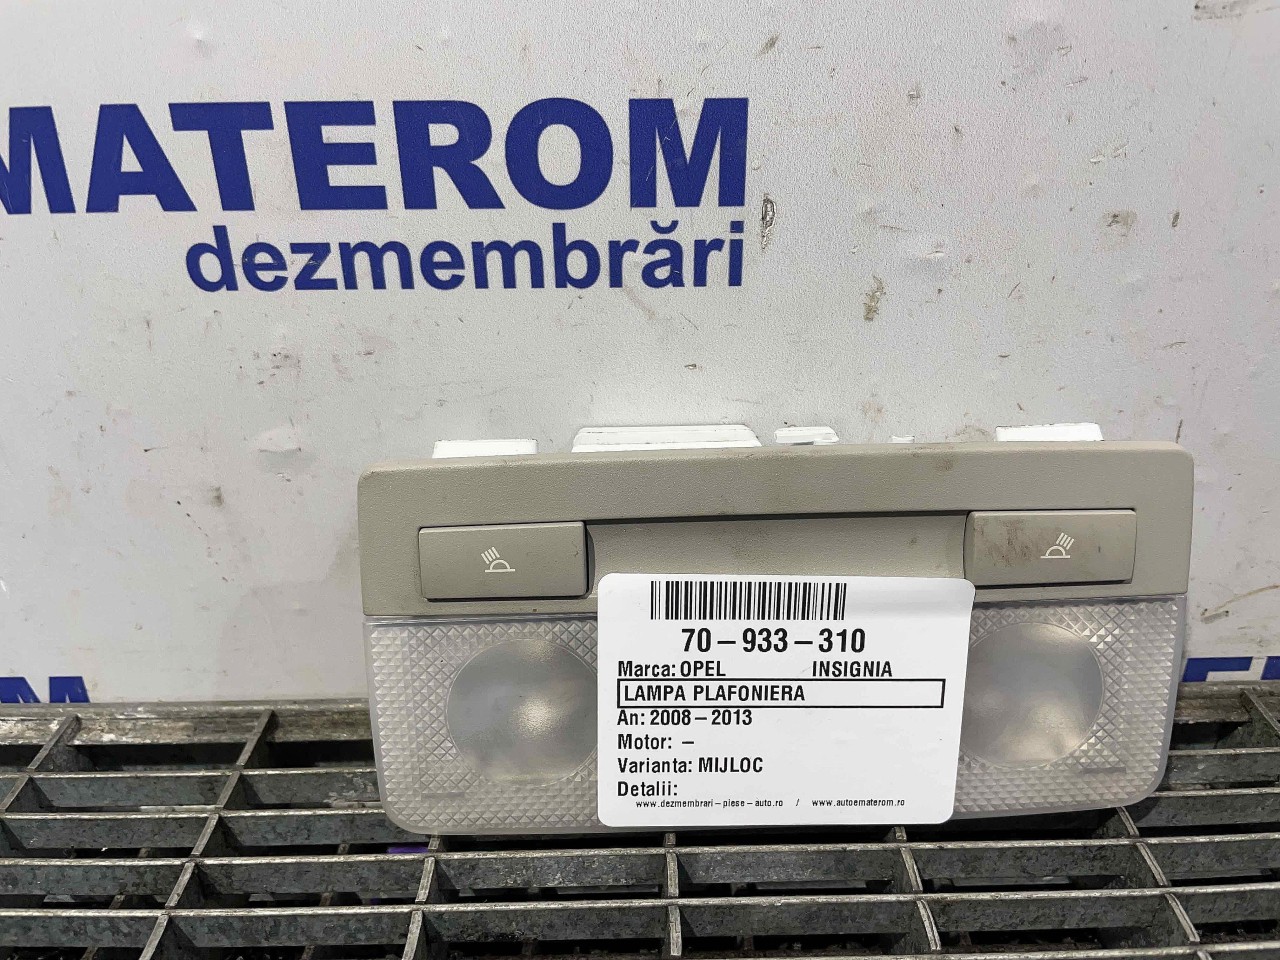 MATEROM
dezmembrări
70-933-310
Marca: OPEL INSIGNIA
LAMPA PLAFONIERA
An: 2008-2013
Motor: -
Varianta: MIJLOC
Detalii:
www.dezmembrari-piese-auto.ro / www.autoematerom.ro